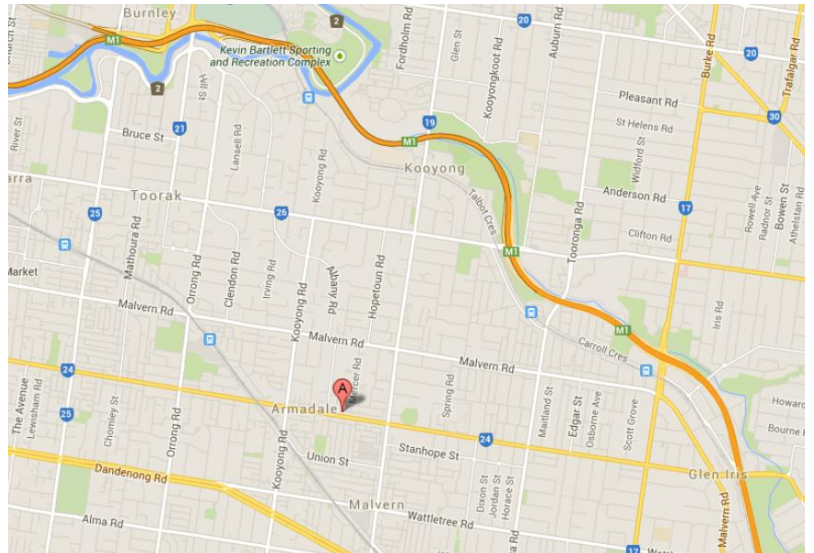 Burnley
2
20
M1
Kevin Bartlett Sporting
and Recreation Complex
Fordholm Rd
Glen St
Kooyongkoot Rd
Auburn Rd
Burke Rd
Trafalgar Rd
20
2
Church St
River St
Bruce St
21
Lansell Rd
Kooyong Rd
19
M1
Pleasant Rd
St Helens Rd
30
Widford St
Kooyong
Toorak
25
26
Talbot Cres
Anderson Rd
17
Rowell Ave
Radnor St
Bowen St
Athelstan Rd
Clifton Rd
Tooronga Rd
M1
Mathoura Rd
Orrong Rd
Clendon Rd
Irving Rd
Kooyong Rd
Albany Rd
Hopetoun Rd
Market
Malvern Rd
Malvern Rd
Malvern Rd
Carroll Cres
M1
Iris Rd
24
The Avenue
Lewisham Rd
25
Chomley St
Orrong Rd
Armadale
A
Mercer Rd
Spring Rd
Maitland St
Edgar St
Osborne Ave
Scott Grove
Kooyong Rd
Union St
Stanhope St
24
Dandenong Rd
Dixon St
Jordan St
Horace St
Glen Iris
Malvern Rd
Malvern
Wattletree Rd
Alma Rd
17